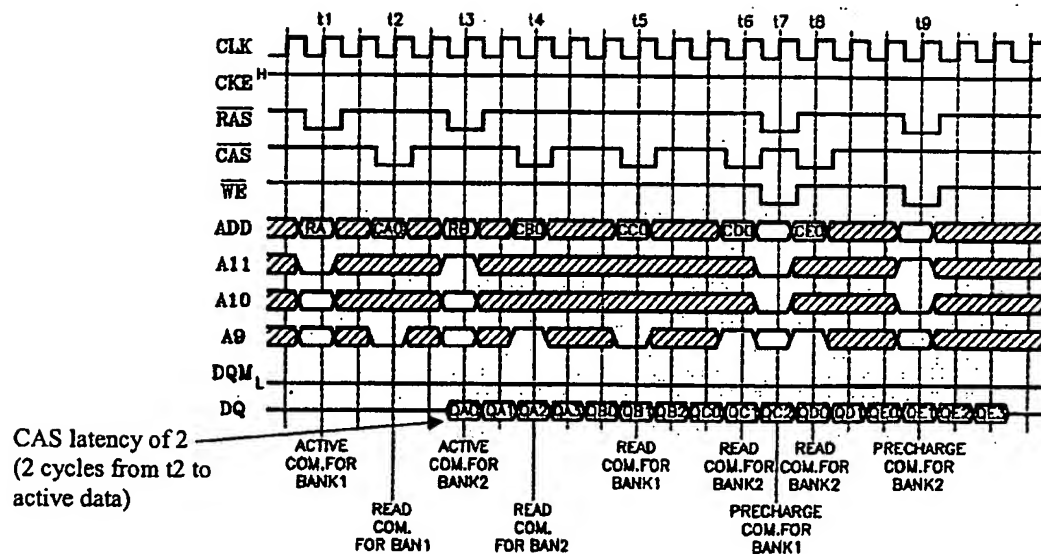 t1 t2 t3 t4 t5 t6 t7 t8 t9
CLK
CKE H
RAS
CAS
WE
ADD RA CA0 RB CB0 CC0 CD0 CE0
A11
A10
A9
DQM L
DQ QA0 QA1 QA2 QA3 QB0 QB1 QB2 QC0 QC1 QC2 QD0 QD1 QE0 QE1 QE2 QE3
CAS latency of 2
(2 cycles from t2 to
active data)
ACTIVE
COM.FOR
BANK1
READ
COM.
FOR BAN1
ACTIVE
COM.FOR
BANK2
READ
COM.
FOR BAN2
READ
COM.FOR
BANK1
READ
COM.FOR
BANK2
PRECHARGE
COM.FOR
BANK1
READ
COM.FOR
BANK2
PRECHARGE
COM.FOR
BANK2